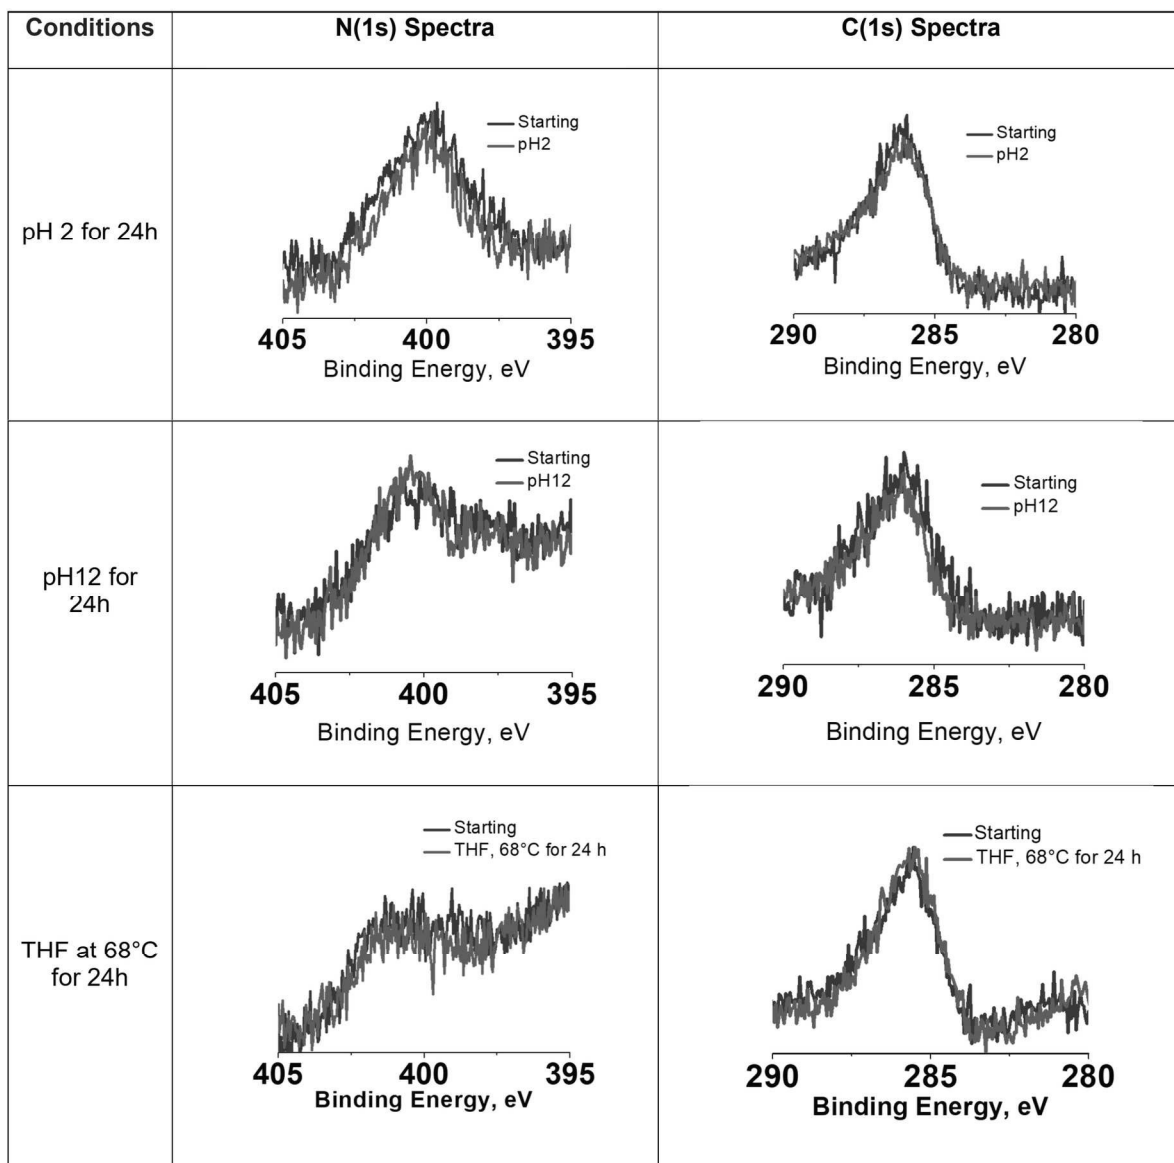 Conditions N(1s) Spectra C(1s) Spectra
pH 2 for 24h
Starting
pH2
405 400 395
Binding Energy, eV
Starting
pH2
290 285 280
Binding Energy, eV
pH12 for
24h
Starting
pH12
405 400 395
Binding Energy, eV
Starting
pH12
290 285 280
Binding Energy, eV
THF at 68°C
for 24h
Starting
THF, 68°C for 24 h
405 400 395
Binding Energy, eV
Starting
THF, 68°C for 24 h
290 285 280
Binding Energy, eV